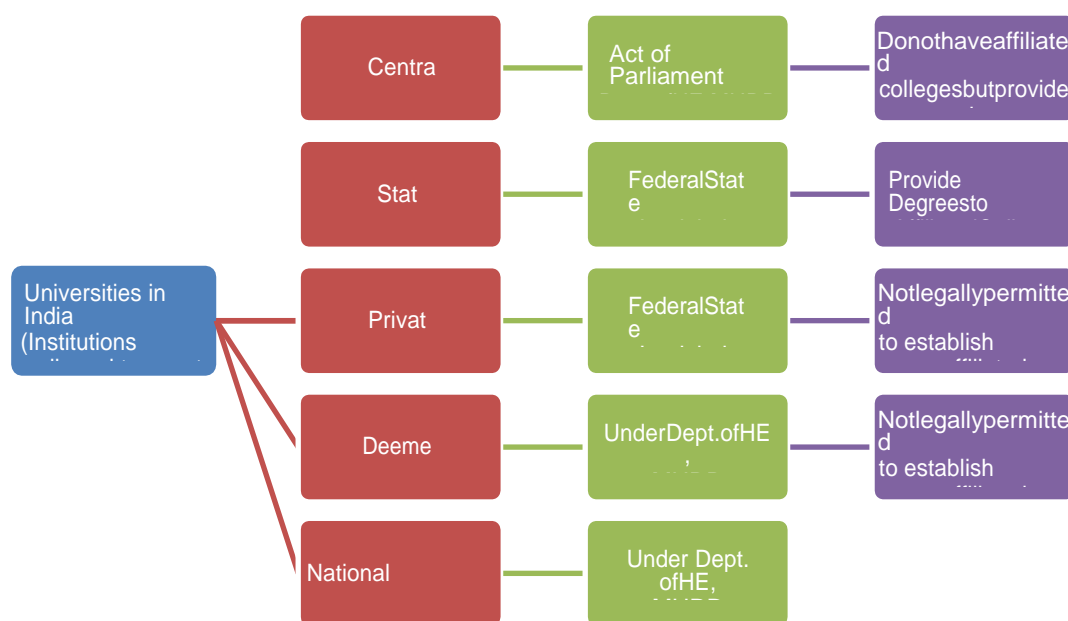 Centra
Act of
Parliament
Donothaveaffiliate
d
collegesbutprovide
Stat
FederalStat
e
Provide
Degreesto
Universities in
India
(Institutions
Privat
FederalStat
e
Notlegallypermitte
d
to establish
Deeme
UnderDept.ofHE
,
Notlegallypermitte
d
to establish
National
Under Dept.
ofHE,